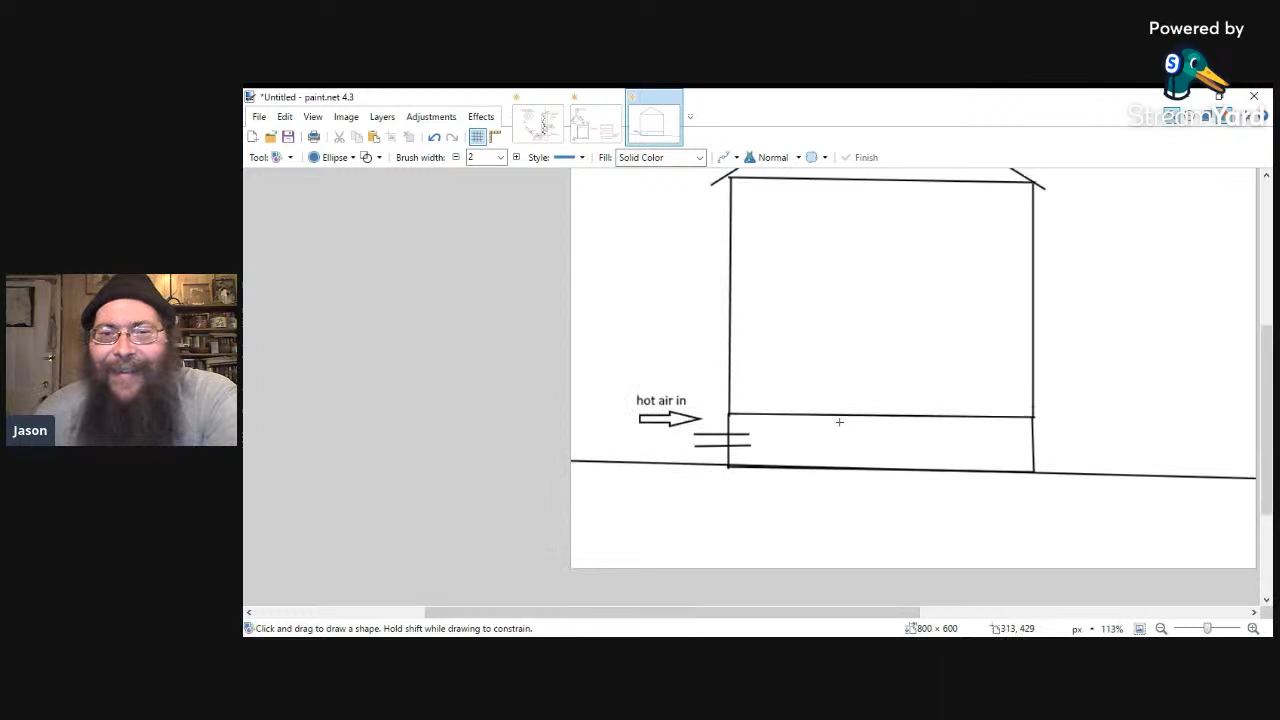 Powered by
StreamYard
*Untitled - paint.net 4.3
File Edit View Image Layers Adjustments Effects
Tool: Ellipse Brush width: 2 Style: Fill: Solid Color Normal Finish
hot air in
Jason
Click and drag to draw a shape. Hold shift while drawing to constrain.
800 × 600 313, 429 px 113%